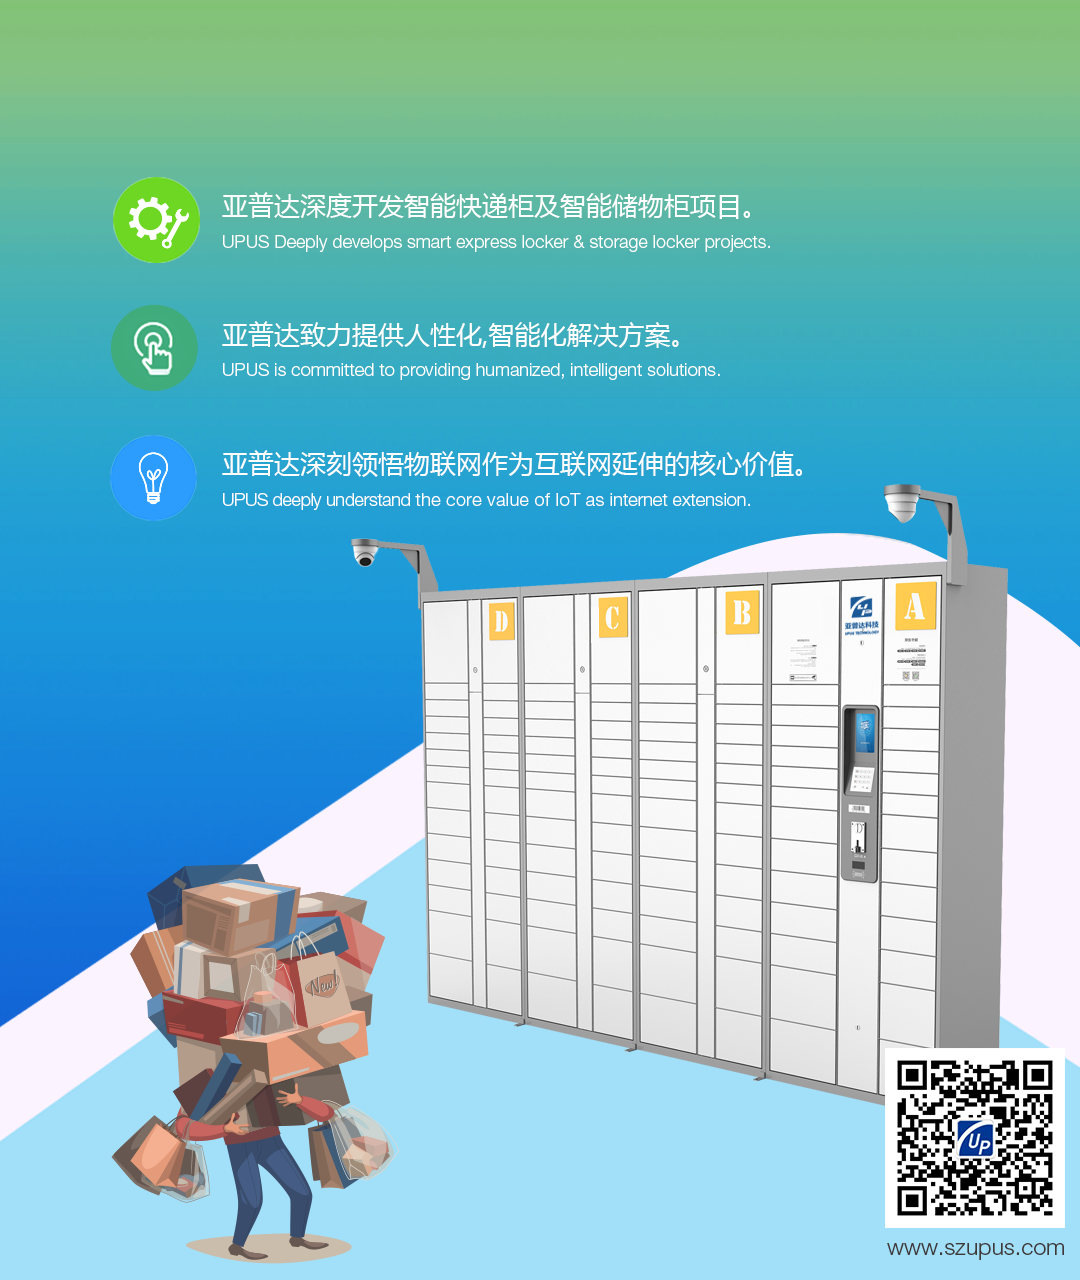 亚普达深度开发智能快递柜及智能储物柜项目。
UPUS Deeply develops smart express locker & storage locker projects.
亚普达致力提供人性化,智能化解决方案。
UPUS is committed to providing humanized, intelligent solutions.
亚普达深刻领悟物联网作为互联网延伸的核心价值。
UPUS deeply understand the core value of IoT as internet extension.
D
C
B
A
UP
亚普达科技
UPUS TECHNOLOGY
New!
UP
www.szupus.com